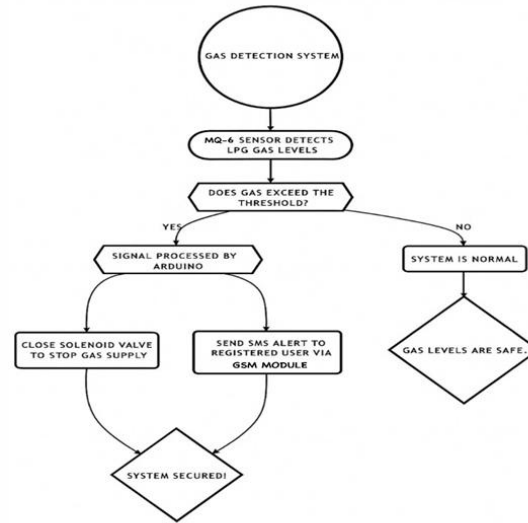 GAS DETECTION SYSTEM
MQ-6 SENSOR DETECTS
LPG GAS LEVELS
DOES GAS EXCEED THE
THRESHOLD?
YES
NO
SIGNAL PROCESSED BY
ARDUINO
SYSTEM IS NORMAL
CLOSE SOLENOID VALVE
TO STOP GAS SUPPLY
SEND SMS ALERT TO
REGISTERED USER VIA
GSM MODULE
GAS LEVELS ARE SAFE.
SYSTEM SECURED!